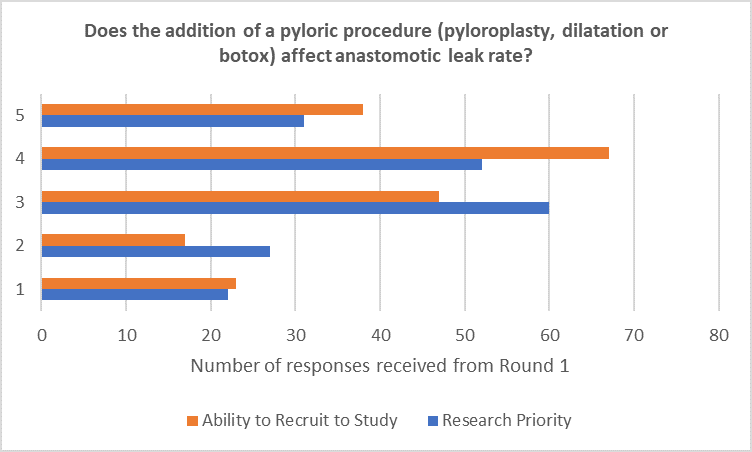 Does the addition of a pyloric procedure (pyloroplasty, dilatation or
botox) affect anastomotic leak rate?
5
4
3
2
1
0 10 20 30 40 50 60 70 80
Number of responses received from Round 1
Ability to Recruit to Study Research Priority